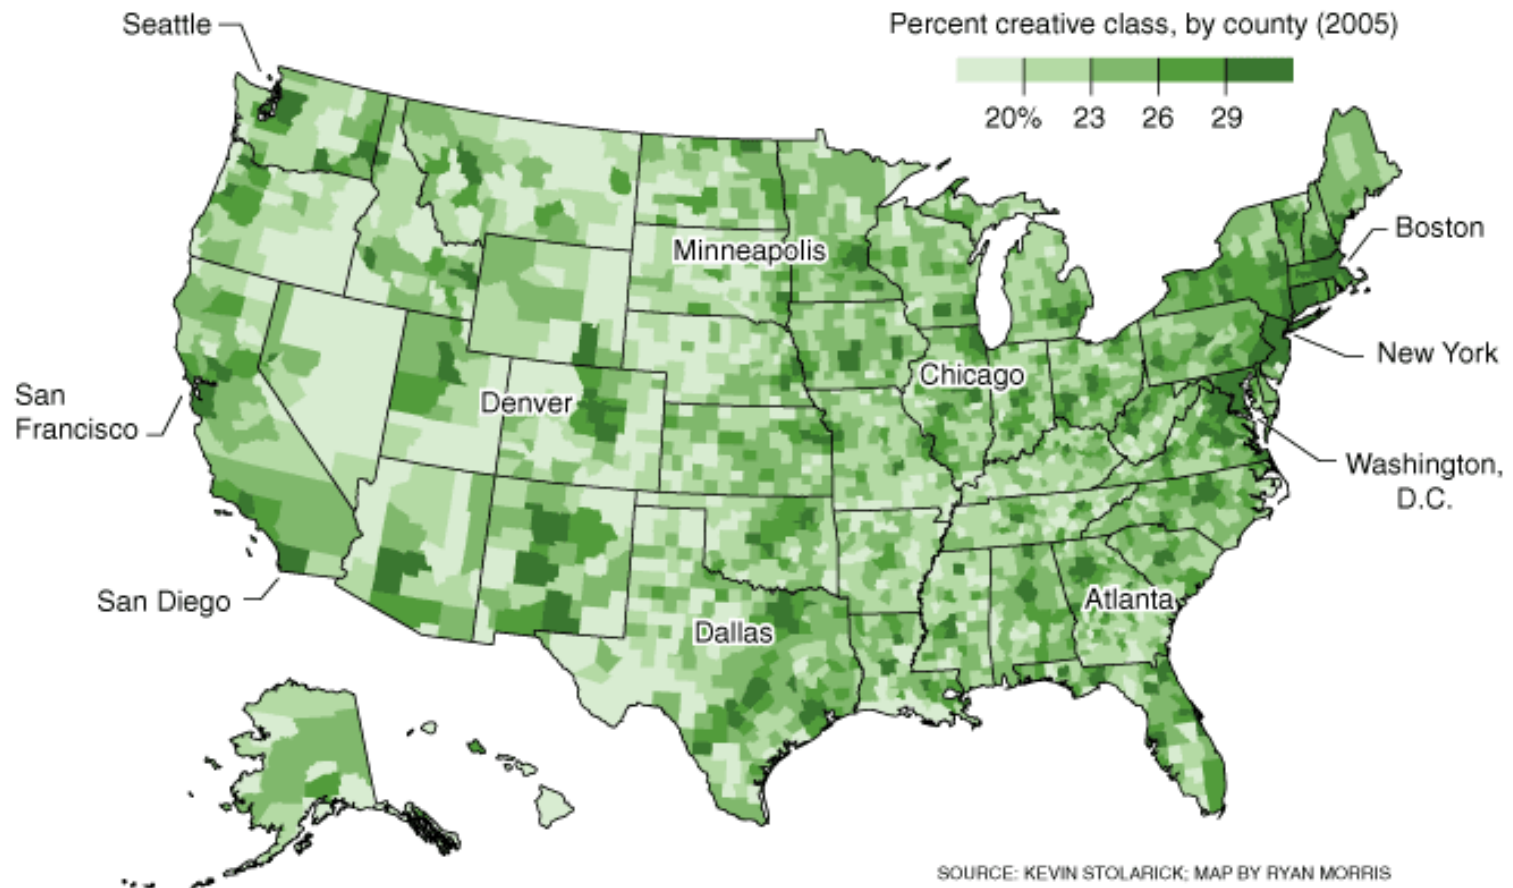 Seattle
Percent creative class, by county (2005)
20% 23 26 29
Boston
Minneapolis
New York
Chicago
San
Francisco
Denver
Washington,
D.C.
San Diego
Atlanta
Dallas
SOURCE: KEVIN STOLARICK; MAP BY RYAN MORRIS